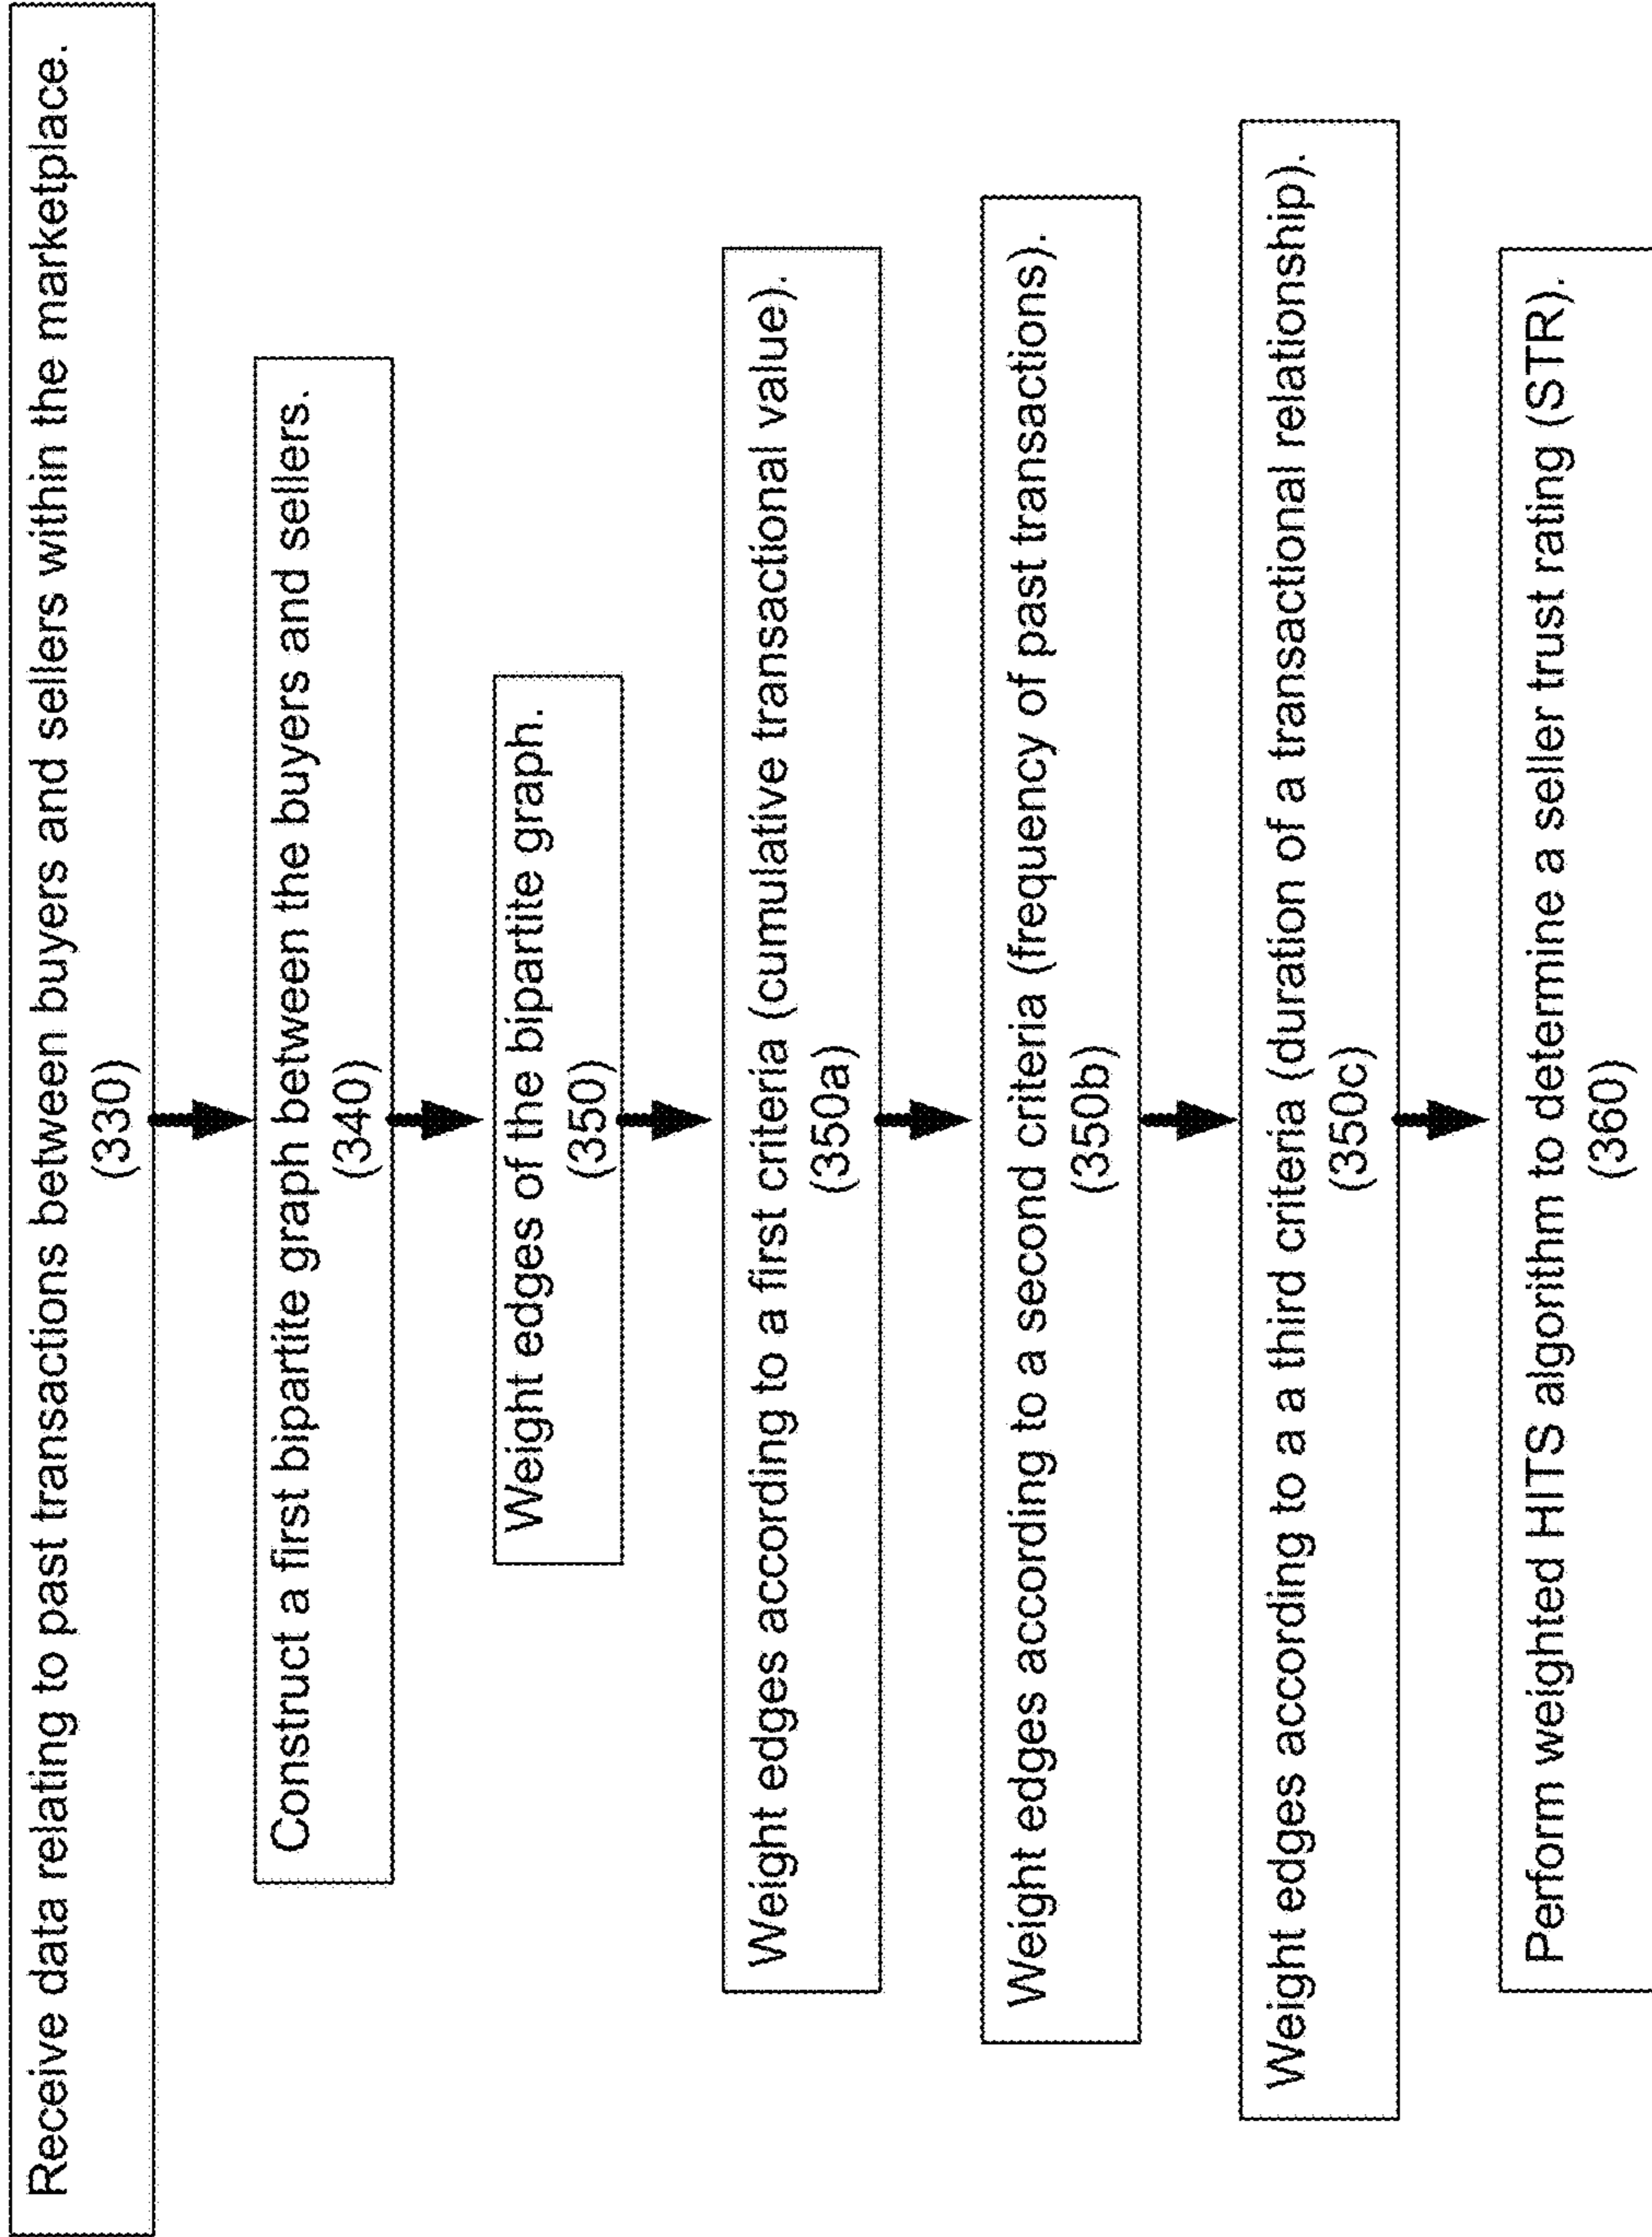 Receive data relating to past transactions between buyers and sellers within the marketplace.
(330)
Construct a first bipartite graph between the buyers and sellers.
(340)
Weight edges of the bipartite graph.
(350)
Weight edges according to a first criteria (cumulative transactional value).
(350a)
Weight edges according to a second criteria (frequency of past transactions).
(350b)
Weight edges according to a a third criteria (duration of a transactional relationship).
(350c)
Perform weighted HITS algorithm to determine a seller trust rating (STR).
(360)